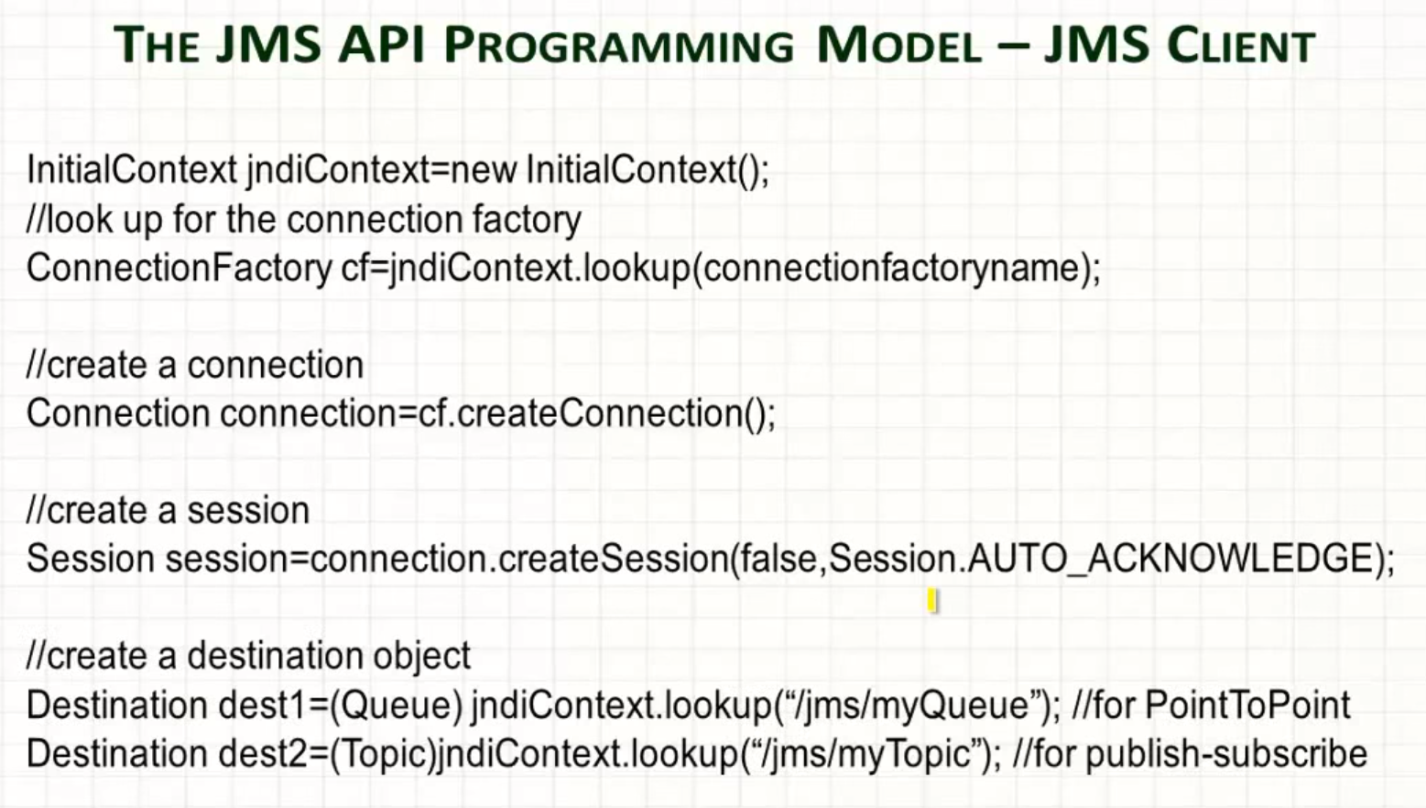 THE JMS API PROGRAMMING MODEL – JMS CLIENT
InitialContext jndiContext=new InitialContext();
//look up for the connection factory
ConnectionFactory cf=jndiContext.lookup(connectionfactoryname);
//create a connection
Connection connection=cf.createConnection();
//create a session
Session session=connection.createSession(false,Session.AUTO_ACKNOWLEDGE);
//create a destination object
Destination dest1=(Queue) jndiContext.lookup(“/jms/myQueue”); //for PointToPoint
Destination dest2=(Topic)jndiContext.lookup(“/jms/myTopic”); //for publish-subscribe